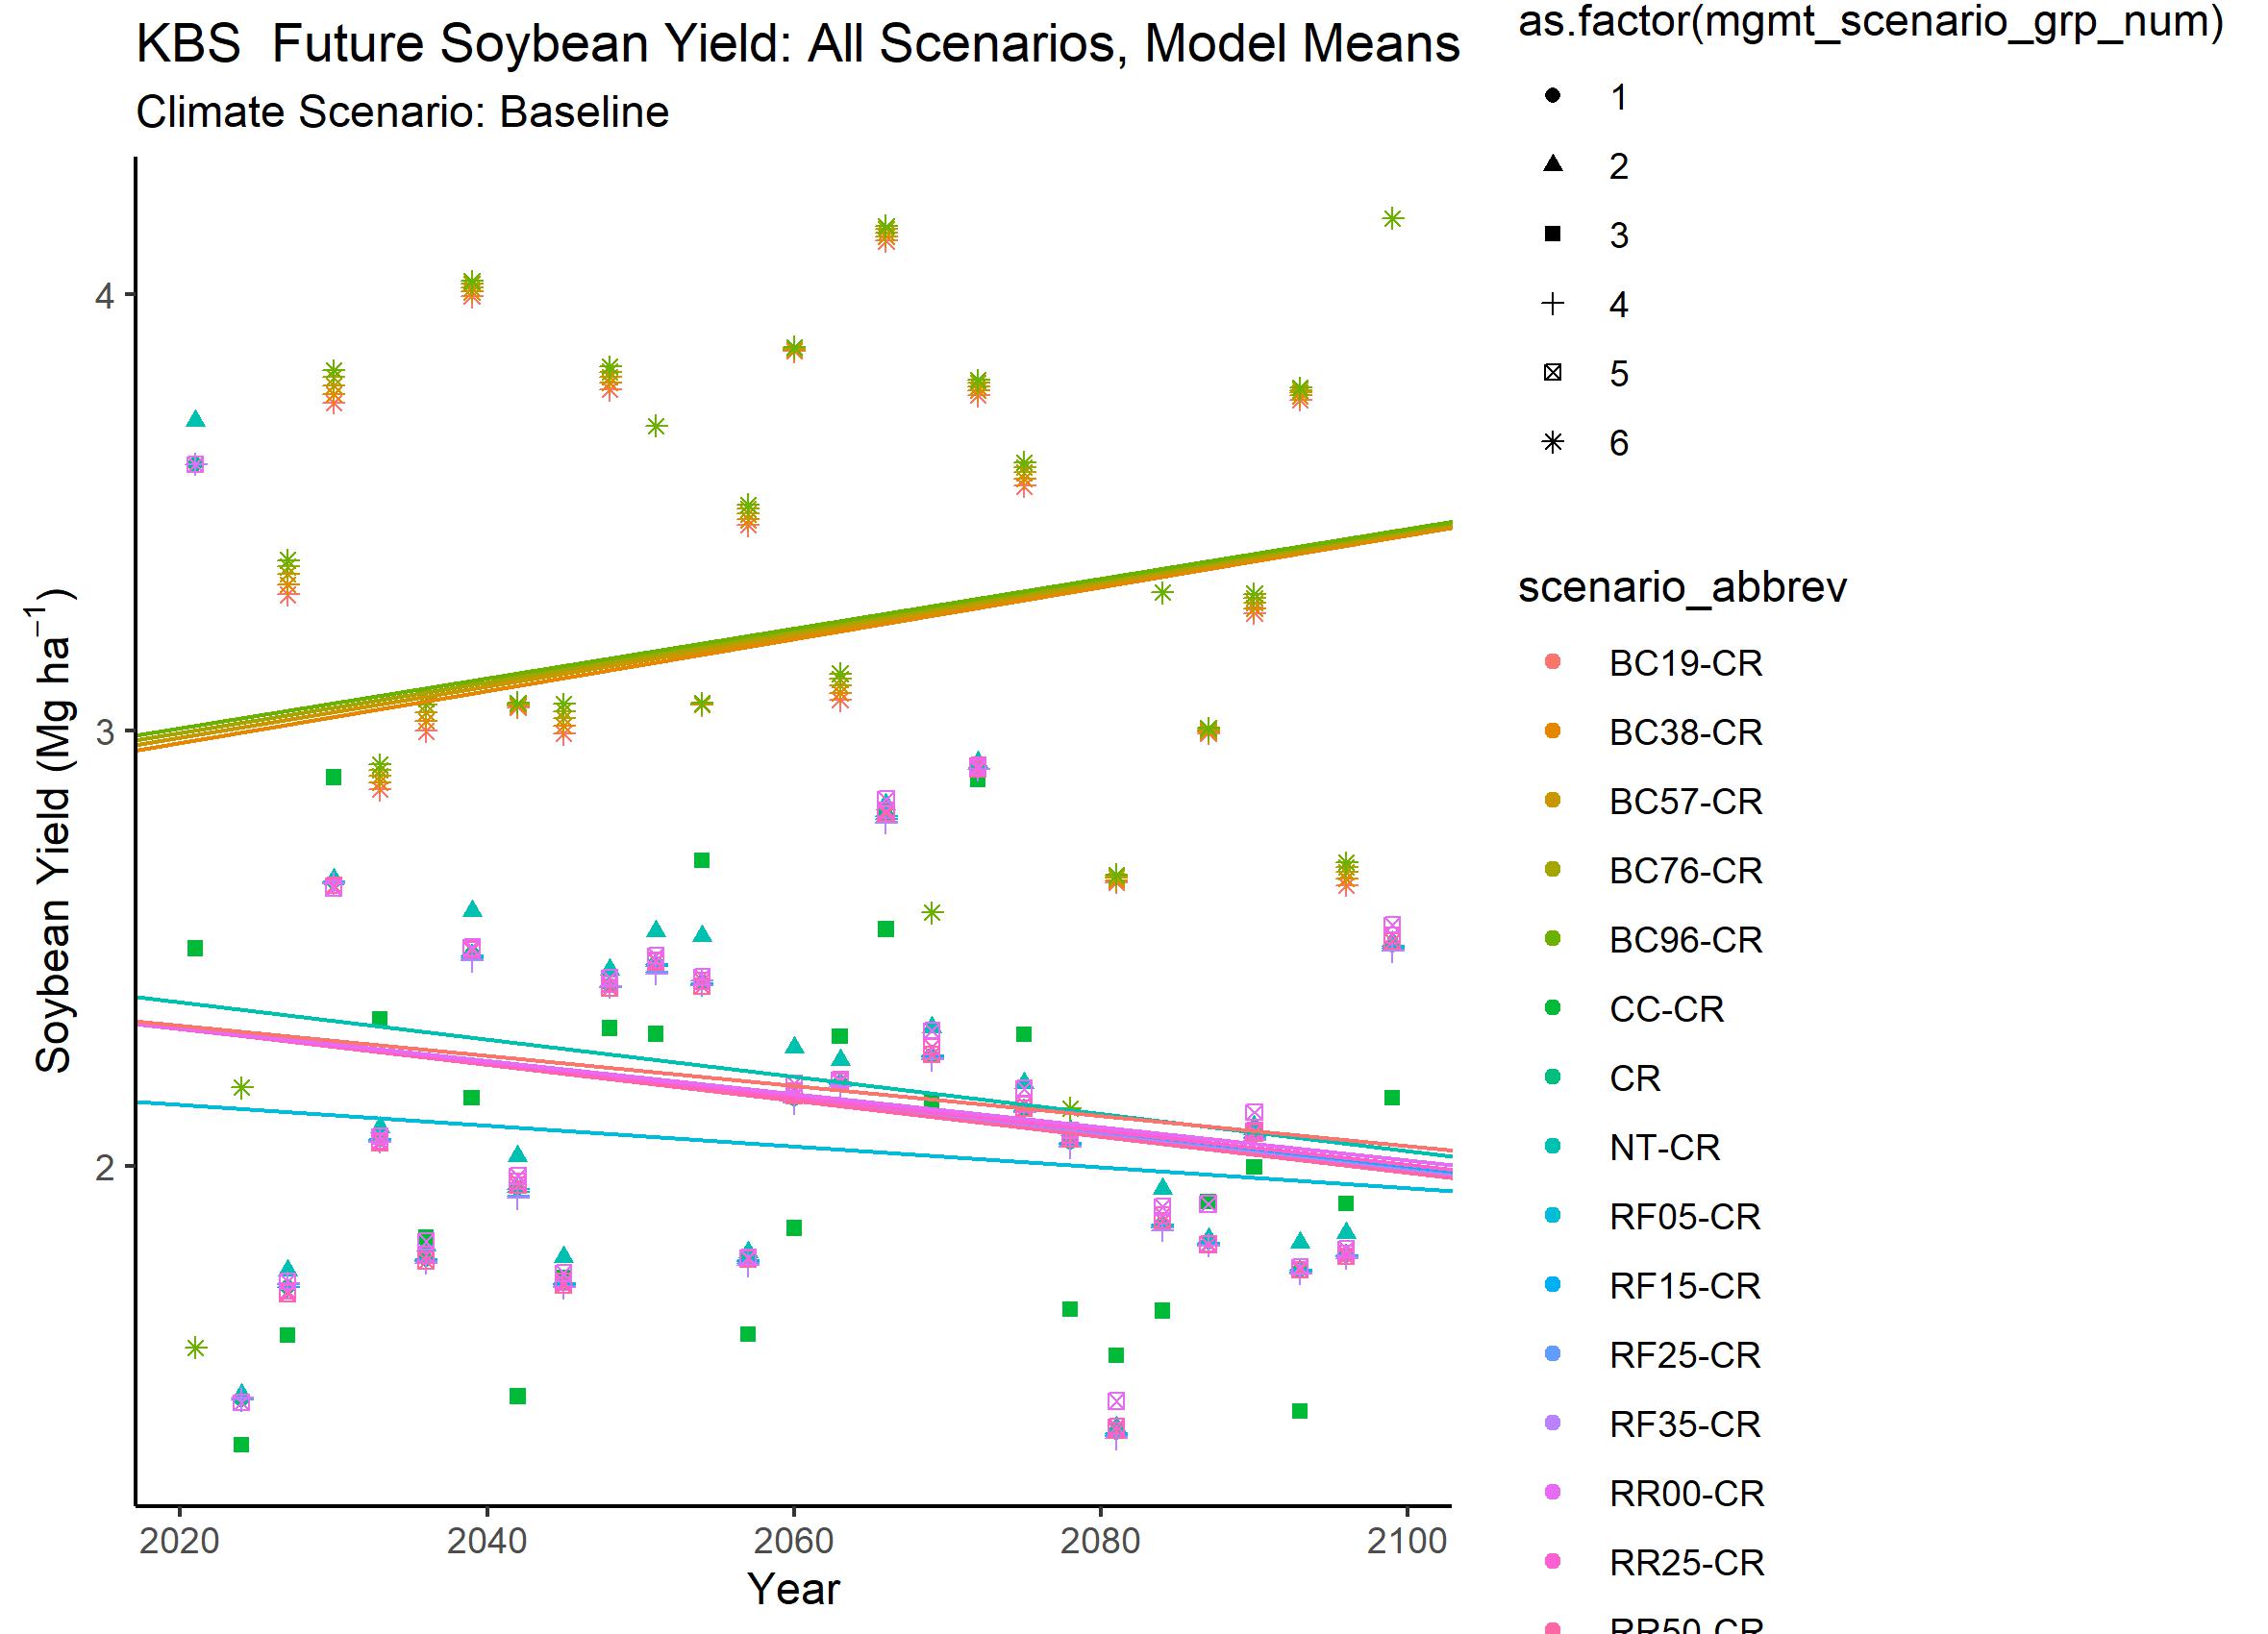 KBS  Future Soybean Yield: All Scenarios, Model Means
Climate Scenario: Baseline
Soybean Yield (Mg ha⁻¹)
4
3
2
2020
2040
2060
2080
2100
Year
as.factor(mgmt_scenario_grp_num)
1
2
3
4
5
6
scenario_abbrev
BC19-CR
BC38-CR
BC57-CR
BC76-CR
BC96-CR
CC-CR
CR
NT-CR
RF05-CR
RF15-CR
RF25-CR
RF35-CR
RR00-CR
RR25-CR
RR50-CR